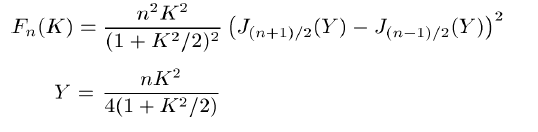 F_n(K) = \frac{n^2 K^2}{(1 + K^2/2)^2} \left( J_{(n+1)/2}(Y) − J_{(n−1)/2}(Y) \right)^2
Y = \frac{nK^2}{4(1 + K^2/2)}